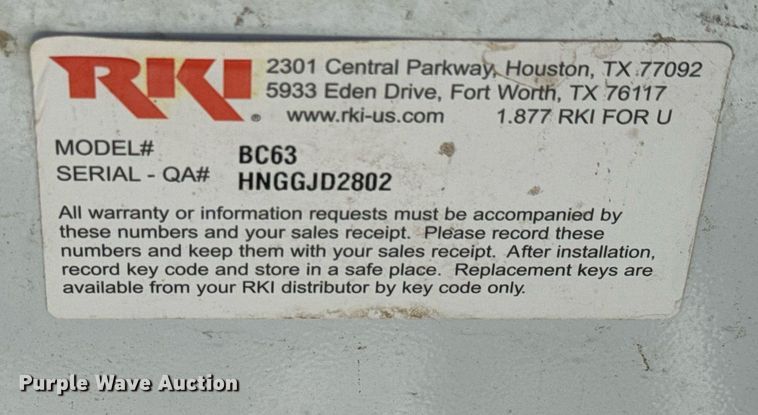 RKI®
2301 Central Parkway, Houston, TX 77092
5933 Eden Drive, Fort Worth, TX 76117
www.rki-us.com 1.877 RKI FOR U
MODEL# BC63
SERIAL - QA# HNGGJD2802
All warranty or information requests must be accompanied by
these numbers and your sales receipt. Please record these
numbers and keep them with your sales receipt. After installation,
record key code and store in a safe place. Replacement keys are
available from your RKI distributor by key code only.
Purple Wave Auction